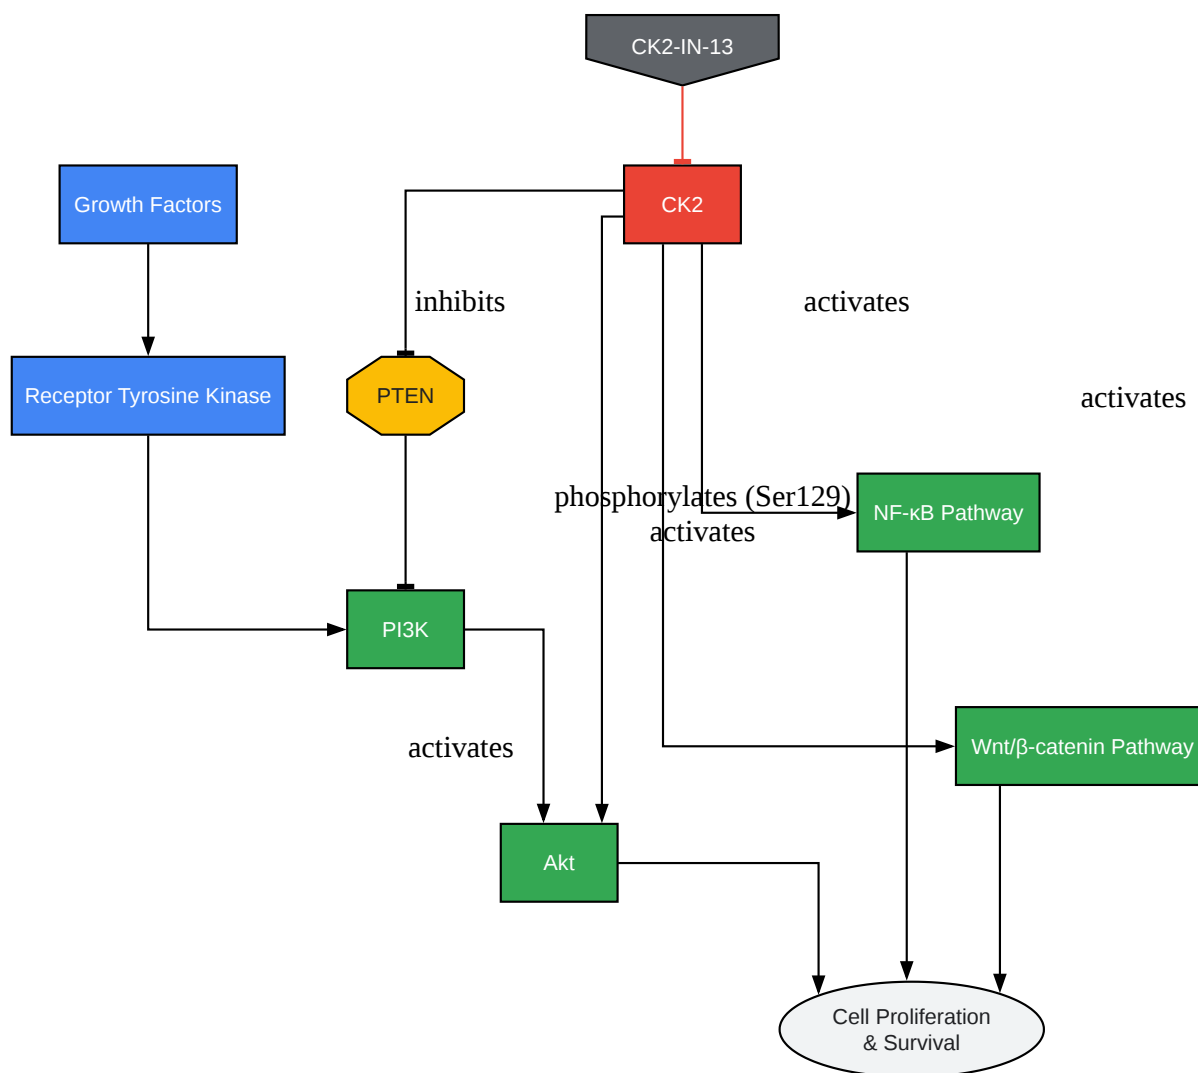 CK2-IN-13
Growth Factors
CK2
inhibits
activates
Receptor Tyrosine Kinase
PTEN
activates
phosphorylates (Ser129)
activates
NF-κB Pathway
PI3K
activates
Wnt/β-catenin Pathway
Akt
Cell Proliferation
& Survival